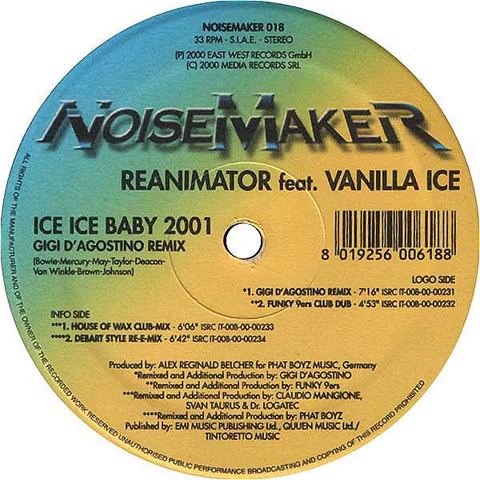 NOISEMAKER 018
33 RPM - S.I.A.E. - STEREO
(P) 2000 EAST WEST RECORDS GmbH
(C) 2000 MEDIA RECORDS SRL
NOISEMAKER
REANIMATOR feat. VANILLA ICE
ICE ICE BABY 2001
GIGI D'AGOSTINO REMIX
(Bowie-Mercury-May-Taylor-Deacon-
Van Winkle-Brown-Johnson)
8 019256 006188
LOGO SIDE
*1. GIGI D'AGOSTINO REMIX - 7'16" ISRC IT-008-00-00231
**2. FUNKY 9ers CLUB DUB - 4'53" ISRC IT-008-00-00232
INFO SIDE
***1. HOUSE OF WAX CLUB-MIX - 6'06" ISRC IT-008-00-00233
****2. DEBART STYLE RE-E-MIX - 6'42" ISRC IT-008-00-00234
Produced by: ALEX REGINALD BELCHER for PHAT BOYZ MUSIC, Germany
*Remixed and Additional Production by: GIGI D'AGOSTINO
**Remixed and Additional Production by: FUNKY 9ers
***Remixed and Additional Production by: CLAUDIO MANGIONE,
SVAN TAURUS & Dr. LOGATEC
****Remixed and Additional Production by: PHAT BOYZ
Published by: EMI MUSIC PUBLISHING Ltd., QUUEN MUSIC Ltd./
TINTORETTO MUSIC
ALL RIGHTS OF THE MANUFACTURER AND OF THE OWNER OF THE RECORDED WORK RESERVED UNAUTHORISED PUBLIC PERFORMANCE BROADCASTING AND COPYING OF THIS RECORD PROHIBITED